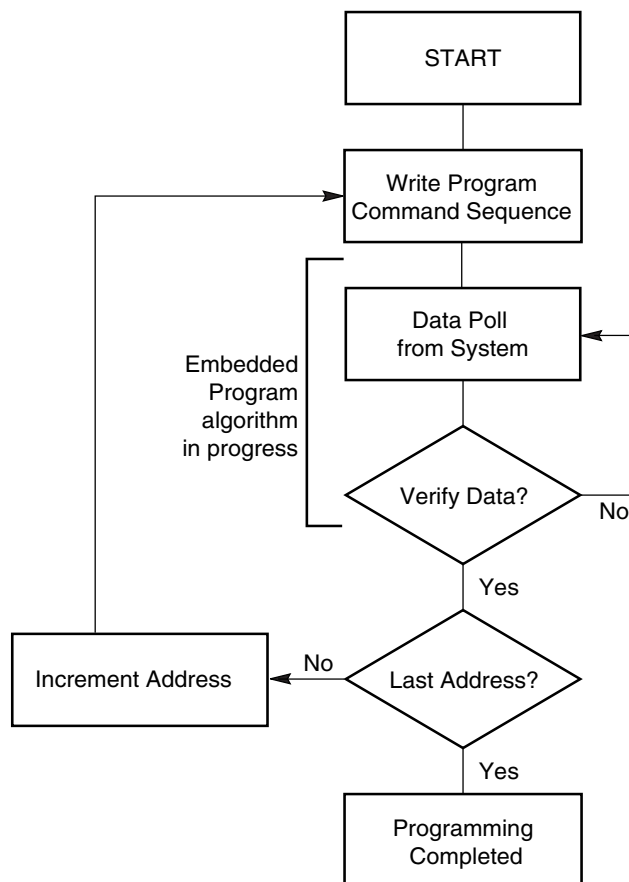 START
Write Program
Command Sequence
Data Poll
from System
Embedded
Program
algorithm
in progress
Verify Data?
No
Yes
No
Increment Address
Last Address?
Yes
Programming
Completed